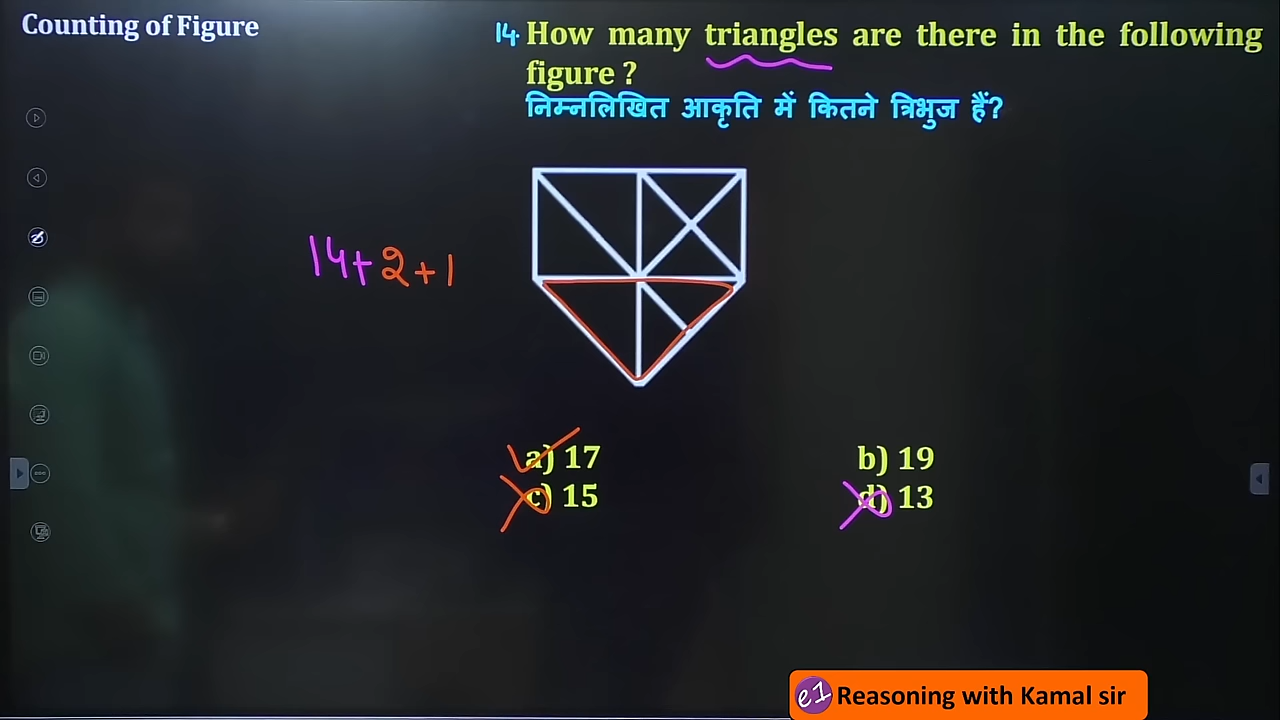 Counting of Figure
14. How many triangles are there in the following
figure ?
निम्नलिखित आकृति में कितने त्रिभुज हैं?
14+2+1
a) 17
b) 19
c) 15
d) 13
e1 Reasoning with Kamal sir